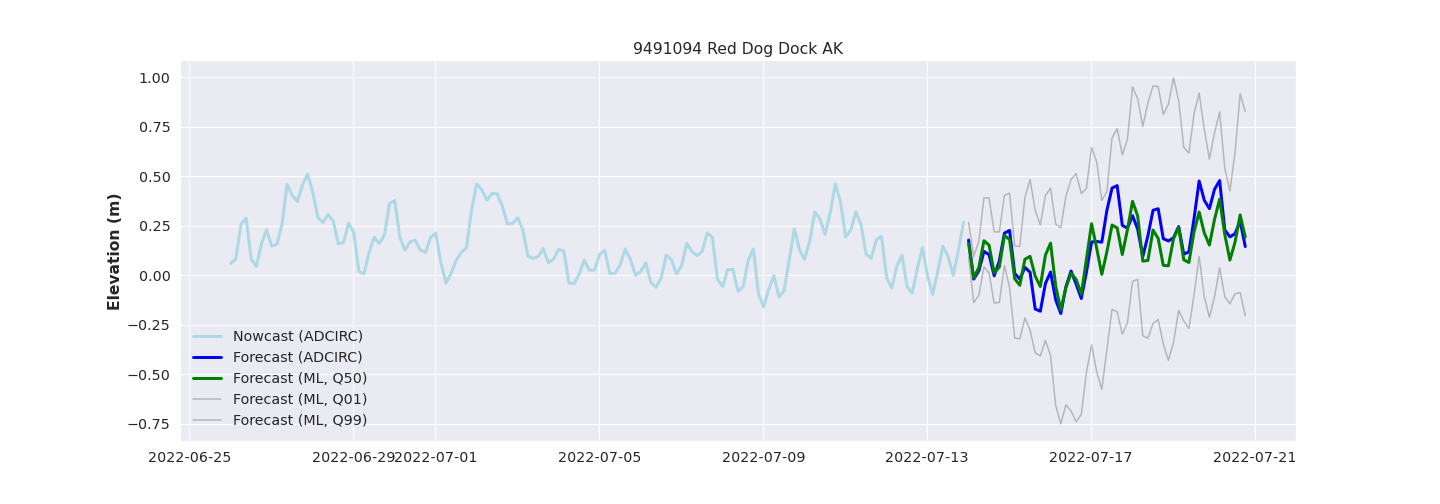 9491094 Red Dog Dock AK
1.00
0.75
0.50
0.25
0.00
−0.25
−0.50
−0.75
Elevation (m)
Nowcast (ADCIRC)
Forecast (ADCIRC)
Forecast (ML, Q50)
Forecast (ML, Q01)
Forecast (ML, Q99)
2022-06-25 2022-06-29 2022-07-01 2022-07-05 2022-07-09 2022-07-13 2022-07-17 2022-07-21